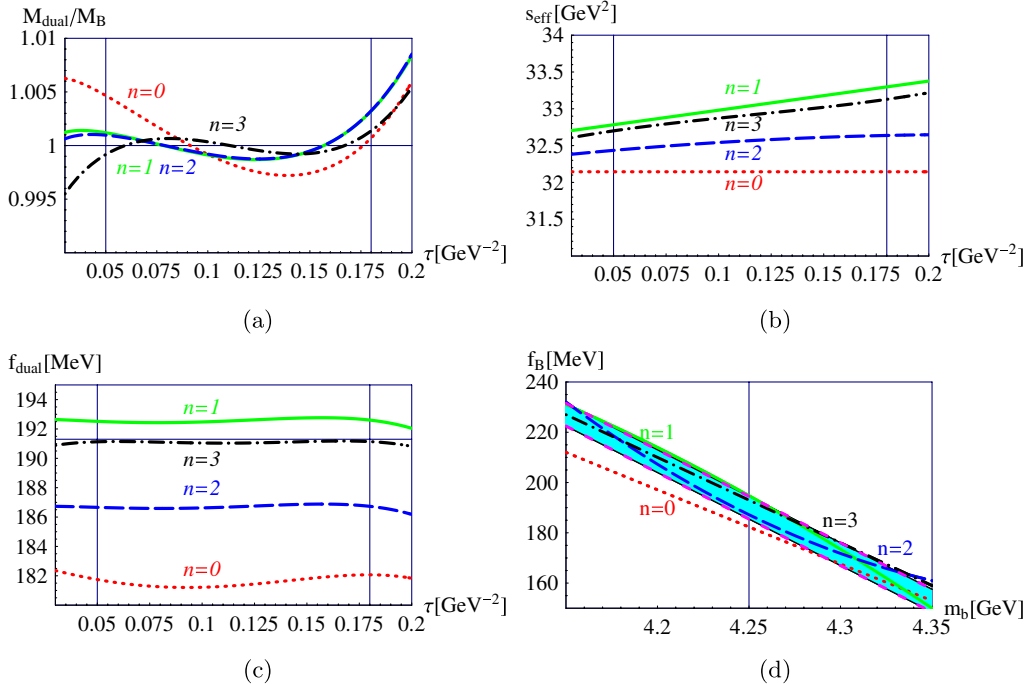 M_dual/M_B
1.01
1.005
1
0.995
n=0
n=3
n=1 n=2
0.05 0.075 0.1 0.125 0.15 0.175 0.2
τ[GeV⁻²]
(a)
s_eff[GeV²]
34
33.5
33
32.5
32
31.5
n=1
n=3
n=2
n=0
0.05 0.075 0.1 0.125 0.15 0.175 0.2
τ[GeV⁻²]
(b)
f_dual[MeV]
194
192
190
188
186
184
182
n=1
n=3
n=2
n=0
0.05 0.075 0.1 0.125 0.15 0.175 0.2
τ[GeV⁻²]
(c)
f_B[MeV]
240
220
200
180
160
n=1
n=0
n=3
n=2
4.2 4.25 4.3 4.35
m_b[GeV]
(d)